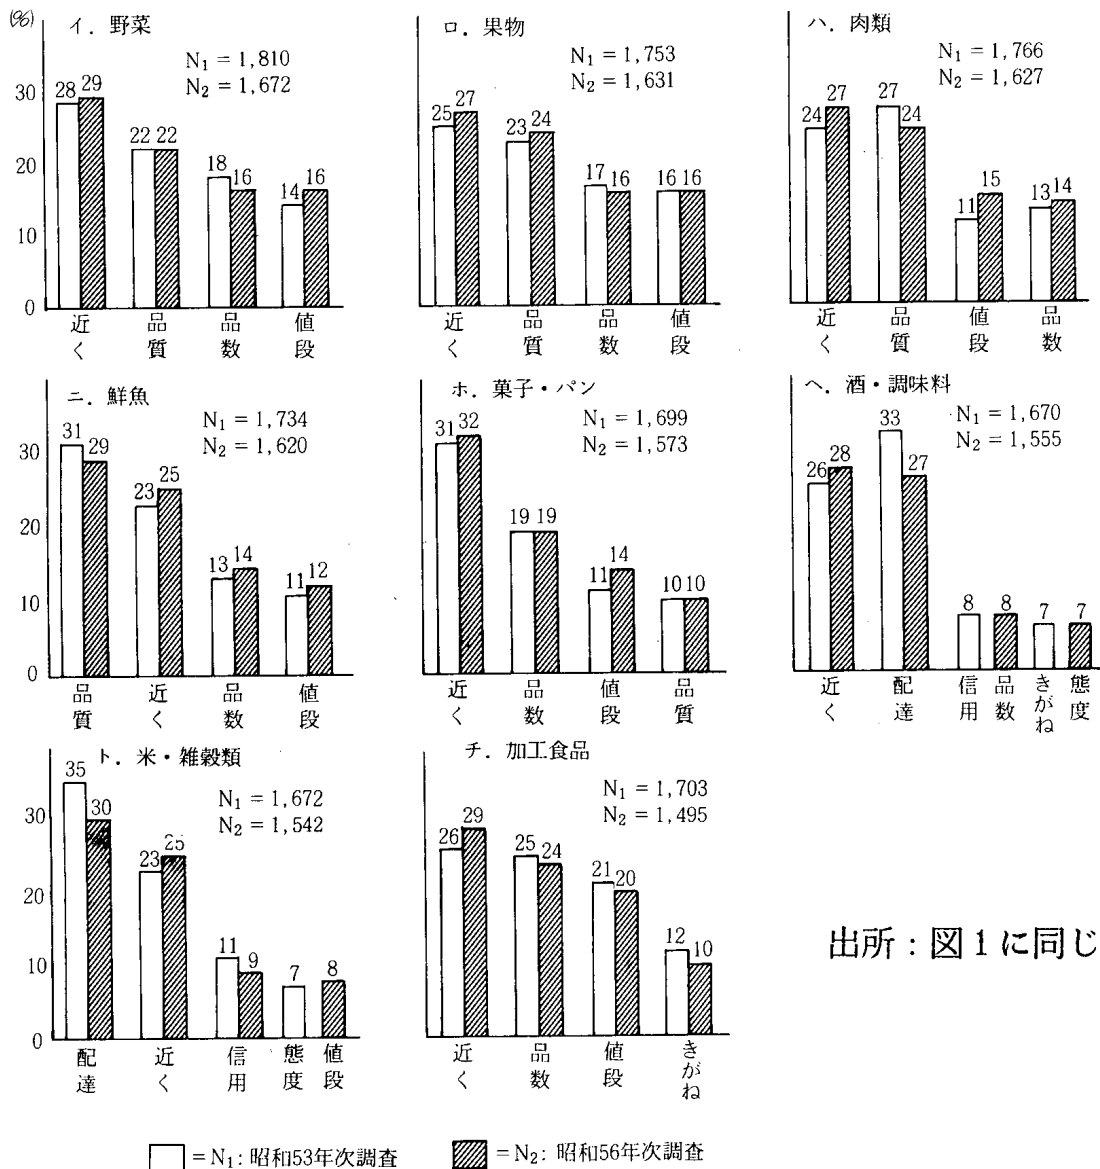 (%)
イ．野菜
N₁ = 1,810
N₂ = 1,672
30
20
10
0
28 29
22 22
18 16
14 16
近く
品質
品数
値段
ロ．果物
N₁ = 1,753
N₂ = 1,631
25 27
23 24
17 16
16 16
近く
品質
品数
値段
ハ．肉類
N₁ = 1,766
N₂ = 1,627
24 27
27 24
11 15
13 14
近く
品質
値段
品数
ニ．鮮魚
N₁ = 1,734
N₂ = 1,620
30
20
10
0
31 29
23 25
13 14
11 12
品質
近く
品数
値段
ホ．菓子・パン
N₁ = 1,699
N₂ = 1,573
31 32
19 19
11 14
10 10
近く
品数
値段
品質
ヘ．酒・調味料
N₁ = 1,670
N₂ = 1,555
26 28
33 27
8 8
7 7
近く
配達
信用
品数
きがね
態度
ト．米・雑穀類
N₁ = 1,672
N₂ = 1,542
30
20
10
0
35 30
23 25
11 9
7 8
配達
近く
信用
態度
値段
チ．加工食品
N₁ = 1,703
N₂ = 1,495
26 29
25 24
21 20
12 10
近く
品数
値段
きがね
出所：図1に同じ
= N₁: 昭和53年次調査
= N₂: 昭和56年次調査